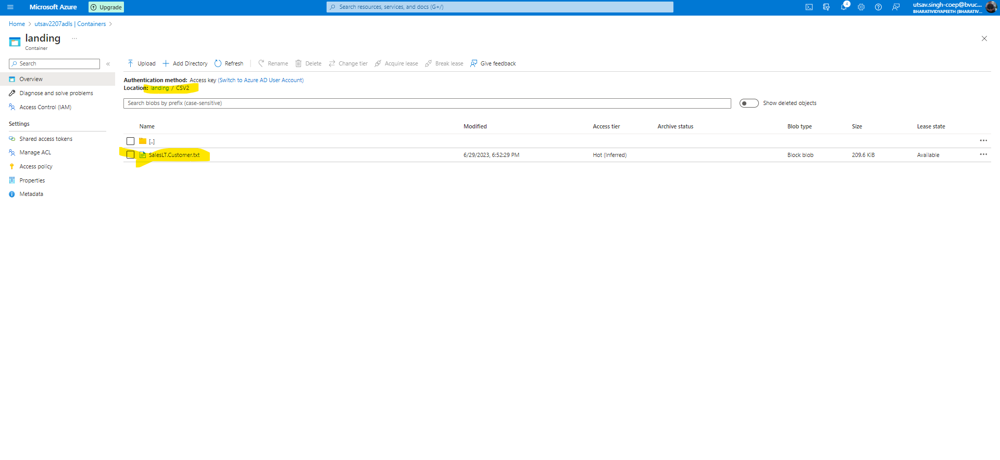 Microsoft Azure
Upgrade
Search resources, services, and docs (G+/)
4
utsav.singh-coep@bvuc...
BHARATIVIDYAPEETH (BHARATIV...
Home > utsav2207adls | Containers >
landing ...
Container
Search
«
Upload
Add Directory
Refresh
Rename
Delete
Change tier
Acquire lease
Break lease
Give feedback
Overview
Diagnose and solve problems
Access Control (IAM)
Settings
Shared access tokens
Manage ACL
Access policy
Properties
Metadata
Authentication method: Access key (Switch to Azure AD User Account)
Location: landing / CSV2
Search blobs by prefix (case-sensitive)
Show deleted objects
Name Modified Access tier Archive status Blob type Size Lease state
[..] ...
SalesLT.Customer.txt 6/29/2023, 6:52:29 PM Hot (Inferred) Block blob 209.6 KiB Available ...